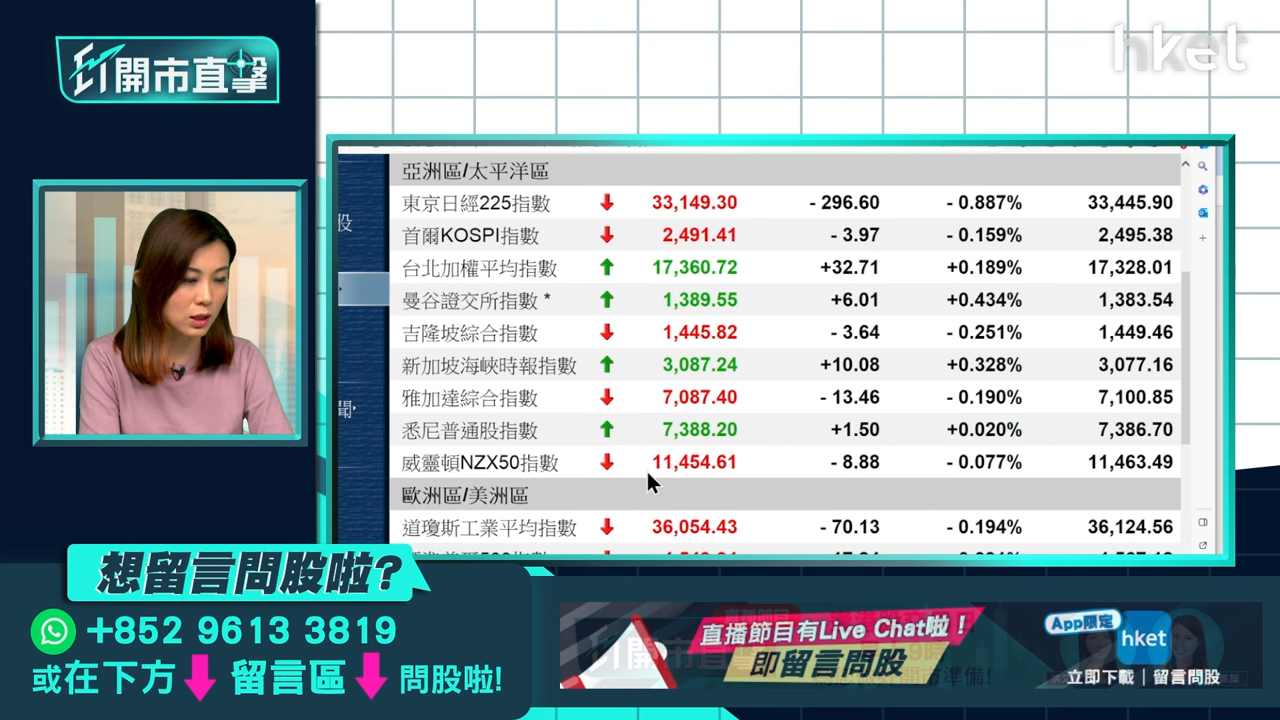 開市直擊
hket
亞洲區/太平洋區
股
東京日經225指數 33,149.30 - 296.60 - 0.887% 33,445.90
首爾KOSPI指數 2,491.41 - 3.97 - 0.159% 2,495.38
台北加權平均指數 17,360.72 +32.71 +0.189% 17,328.01
曼谷證交所指數 * 1,389.55 +6.01 +0.434% 1,383.54
吉隆坡綜合指數 1,445.82 - 3.64 - 0.251% 1,449.46
新加坡海峽時報指數 3,087.24 +10.08 +0.328% 3,077.16
雅加達綜合指數 7,087.40 - 13.46 - 0.190% 7,100.85
聞
悉尼普通股指數 7,388.20 +1.50 +0.020% 7,386.70
威靈頓NZX50指數 11,454.61 - 8.88 - 0.077% 11,463.49
歐洲區/美洲區
道瓊斯工業平均指數 36,054.43 - 70.13 - 0.194% 36,124.56
想留言問股啦?
+852 9613 3819
或在下方 留言區 問股啦!
直播節目有Live Chat啦！
即留言問股
App限定
hket
立即下載｜留言問股